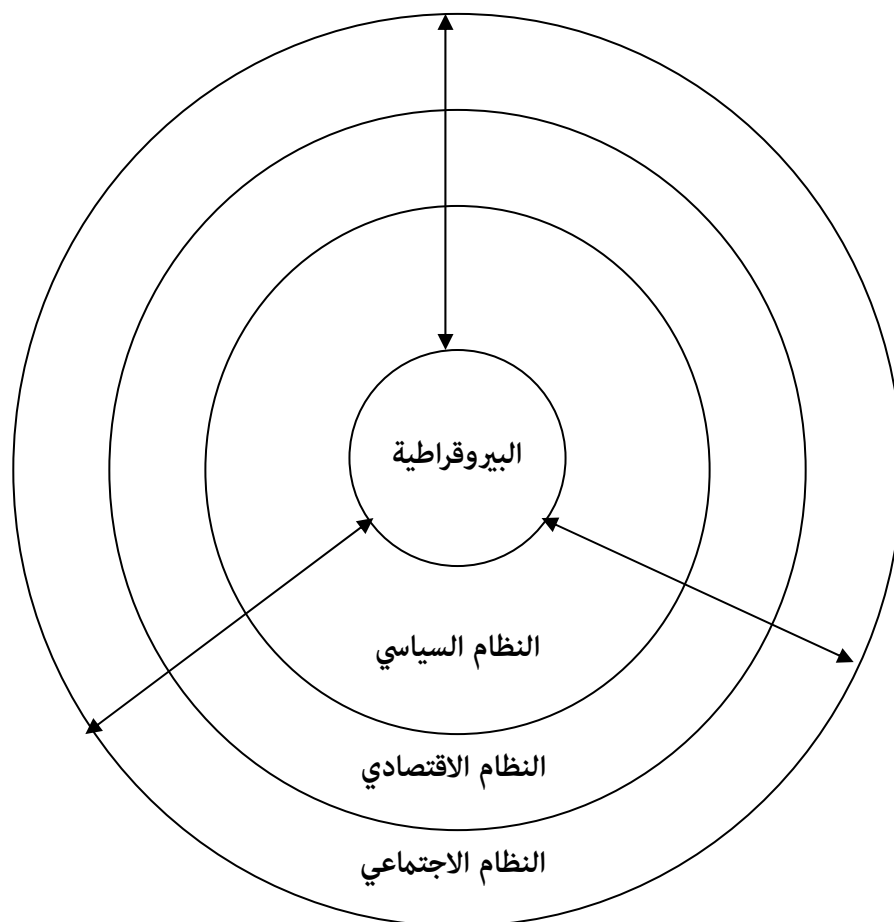 البيروقراطية
النظام السياسي
النظام الاقتصادي
النظام الاجتماعي